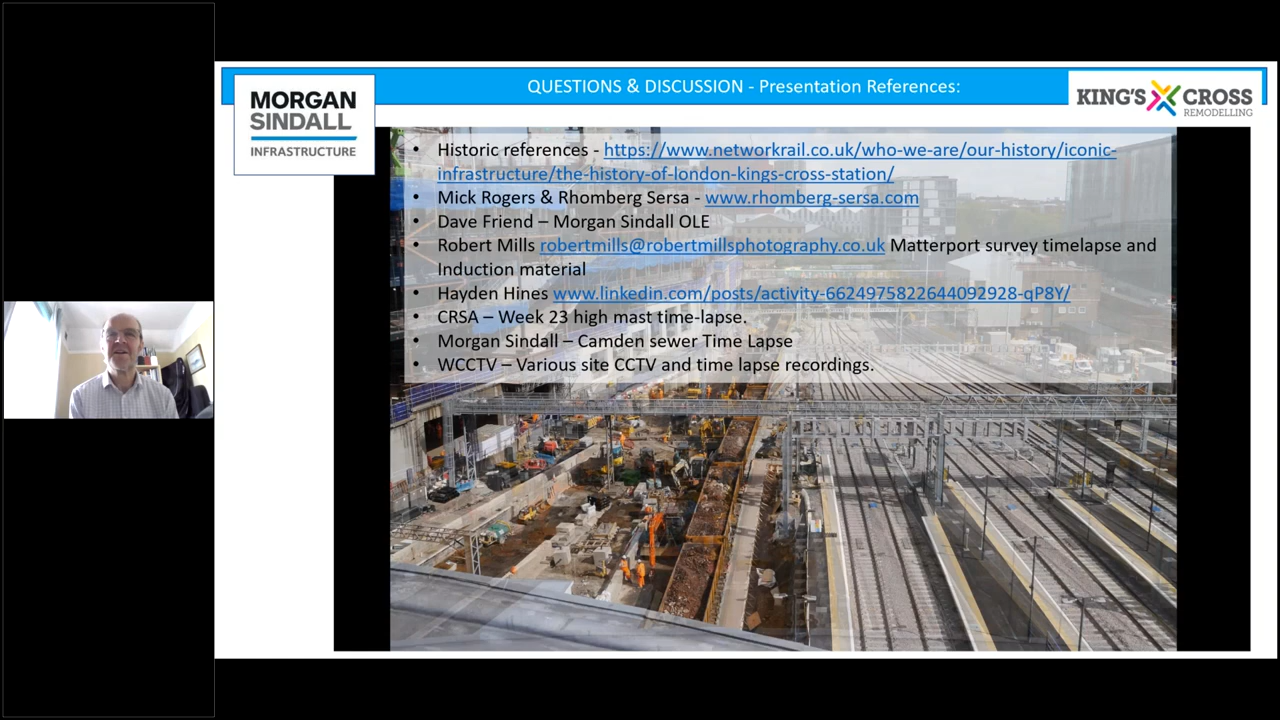 QUESTIONS & DISCUSSION - Presentation References:
MORGAN
SINDALL
INFRASTRUCTURE
KING'S CROSS
REMODELLING
• Historic references - https://www.networkrail.co.uk/who-we-are/our-history/iconic-
infrastructure/the-history-of-london-kings-cross-station/
• Mick Rogers & Rhomberg Sersa - www.rhomberg-sersa.com
• Dave Friend – Morgan Sindall OLE
• Robert Mills robertmills@robertmillsphotography.co.uk Matterport survey timelapse and
Induction material
• Hayden Hines www.linkedin.com/posts/activity-6624975822644092928-qP8Y/
• CRSA – Week 23 high mast time-lapse.
• Morgan Sindall – Camden sewer Time Lapse
• WCCTV – Various site CCTV and time lapse recordings.